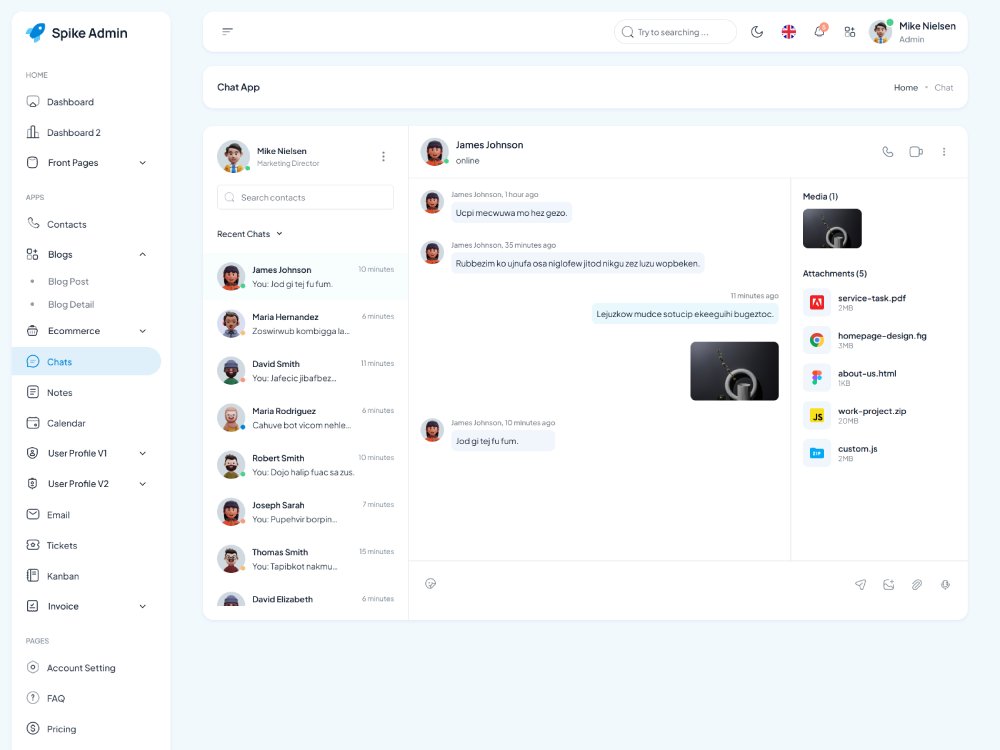 Spike Admin
HOME
Dashboard
Dashboard 2
Front Pages
APPS
Contacts
Blogs
Blog Post
Blog Detail
Ecommerce
Chats
Notes
Calendar
User Profile V1
User Profile V2
Email
Tickets
Kanban
Invoice
PAGES
Account Setting
FAQ
Pricing
Try to searching ...
Mike Nielsen
Admin
Chat App
Home • Chat
Mike Nielsen
Marketing Director
Search contacts
Recent Chats
James Johnson 10 minutes
You: Jod gi tej fu fum.
Maria Hernandez 6 minutes
Zoswirwub kombigga la...
David Smith 11 minutes
You: Jafecic jibafbez...
Maria Rodriguez 6 minutes
Cahuve bot vicom nehle...
Robert Smith 10 minutes
You: Dojo halip fuac sa zus.
Joseph Sarah 7 minutes
You: Pupehvir borpin...
Thomas Smith 15 minutes
You: Tapibkot nakmu...
David Elizabeth 6 minutes
James Johnson
online
James Johnson, 1 hour ago
Ucpi mecwuwa mo hez gezo.
James Johnson, 35 minutes ago
Rubbezim ko ujnufa osa niglofew jitod nikgu zez luzu wopbeken.
11 minutes ago
Lejuzkow mudce sotucip ekeeguihi bugeztoc.
James Johnson, 10 minutes ago
Jod gi tej fu fum.
Media (1)
Attachments (5)
service-task.pdf
2MB
homepage-design.fig
3MB
about-us.html
1KB
JS
work-project.zip
20MB
ZIP
custom.js
2MB